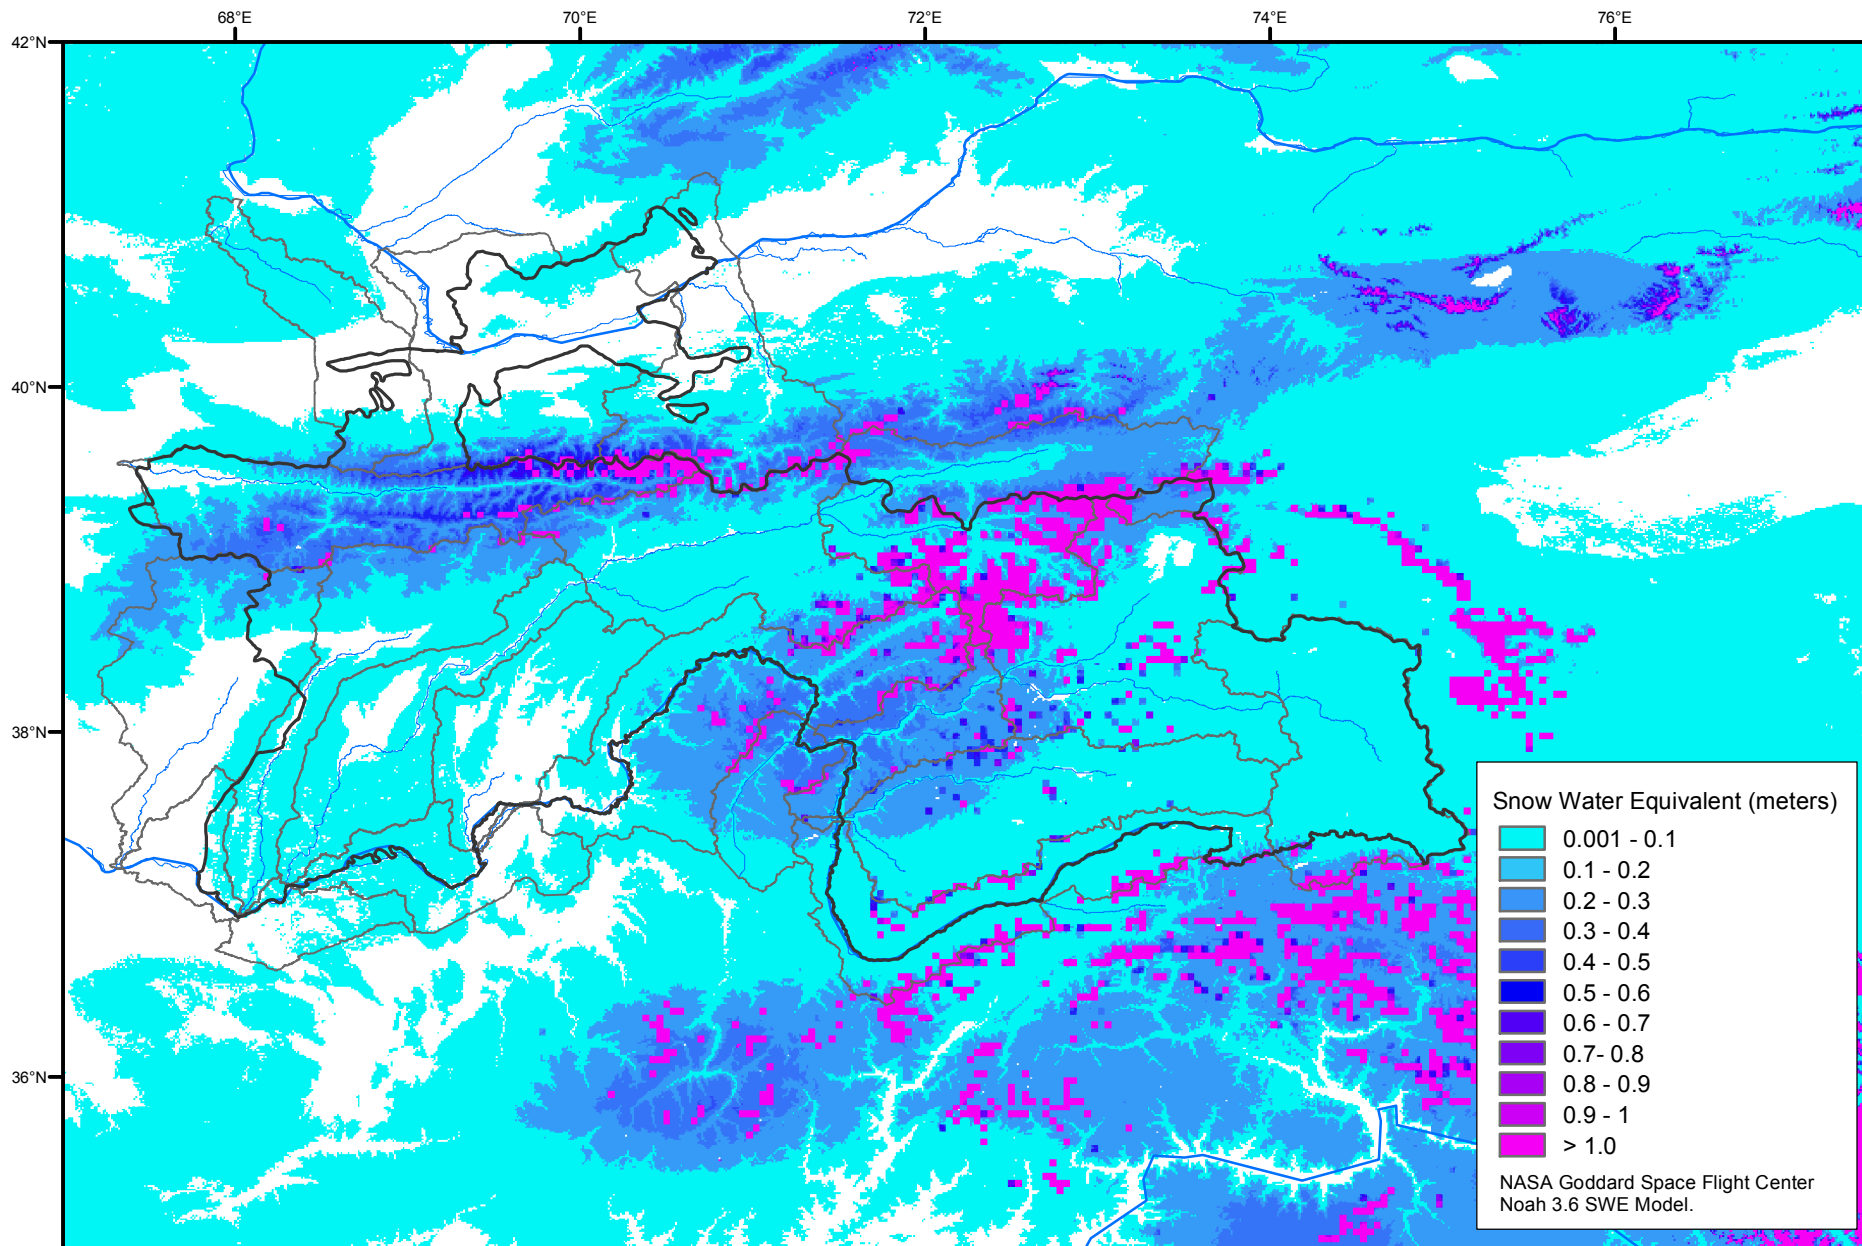 68°E 70°E 72°E 74°E 76°E
42°N
40°N
38°N
36°N
Snow Water Equivalent (meters)
0.001 - 0.1
0.1 - 0.2
0.2 - 0.3
0.3 - 0.4
0.4 - 0.5
0.5 - 0.6
0.6 - 0.7
0.7- 0.8
0.8 - 0.9
0.9 - 1
> 1.0
NASA Goddard Space Flight Center
Noah 3.6 SWE Model.